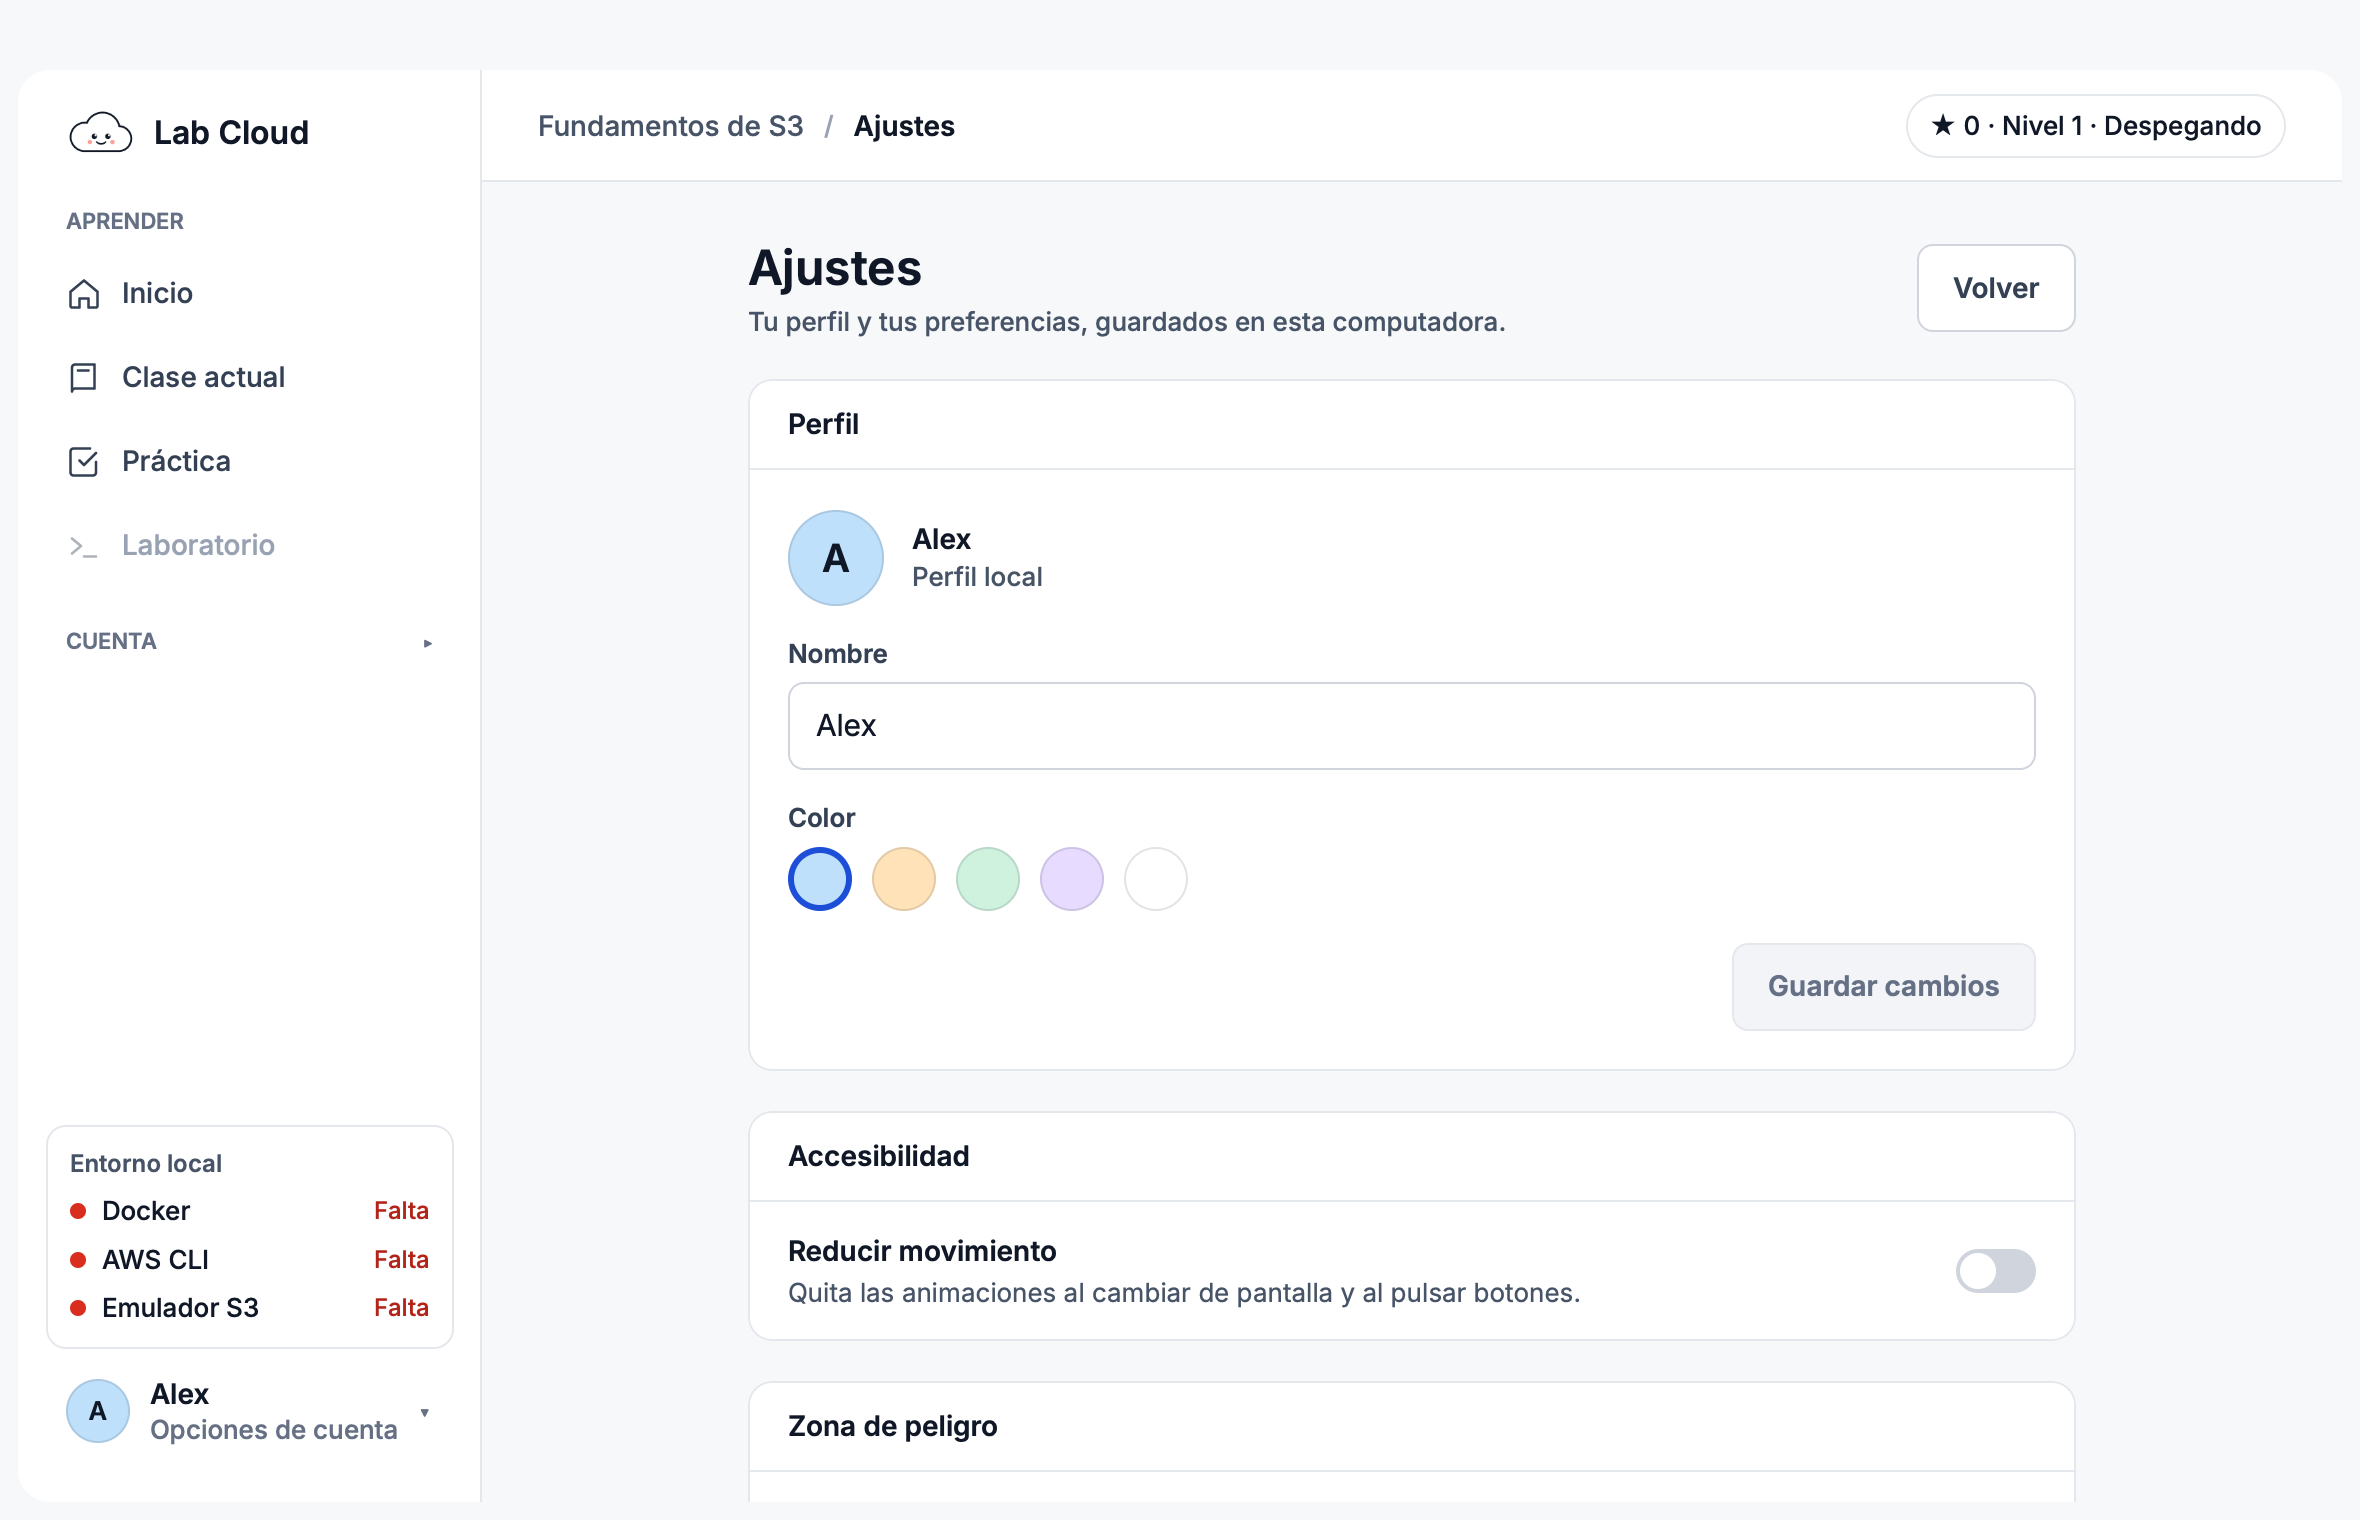 Lab Cloud
APRENDER
Inicio
Clase actual
Práctica
Laboratorio
CUENTA
Entorno local
Docker Falta
AWS CLI Falta
Emulador S3 Falta
A
Alex
Opciones de cuenta
Fundamentos de S3 / Ajustes
★ 0 · Nivel 1 · Despegando
Ajustes
Tu perfil y tus preferencias, guardados en esta computadora.
Volver
Perfil
A
Alex
Perfil local
Nombre
Alex
Color
Guardar cambios
Accesibilidad
Reducir movimiento
Quita las animaciones al cambiar de pantalla y al pulsar botones.
Zona de peligro